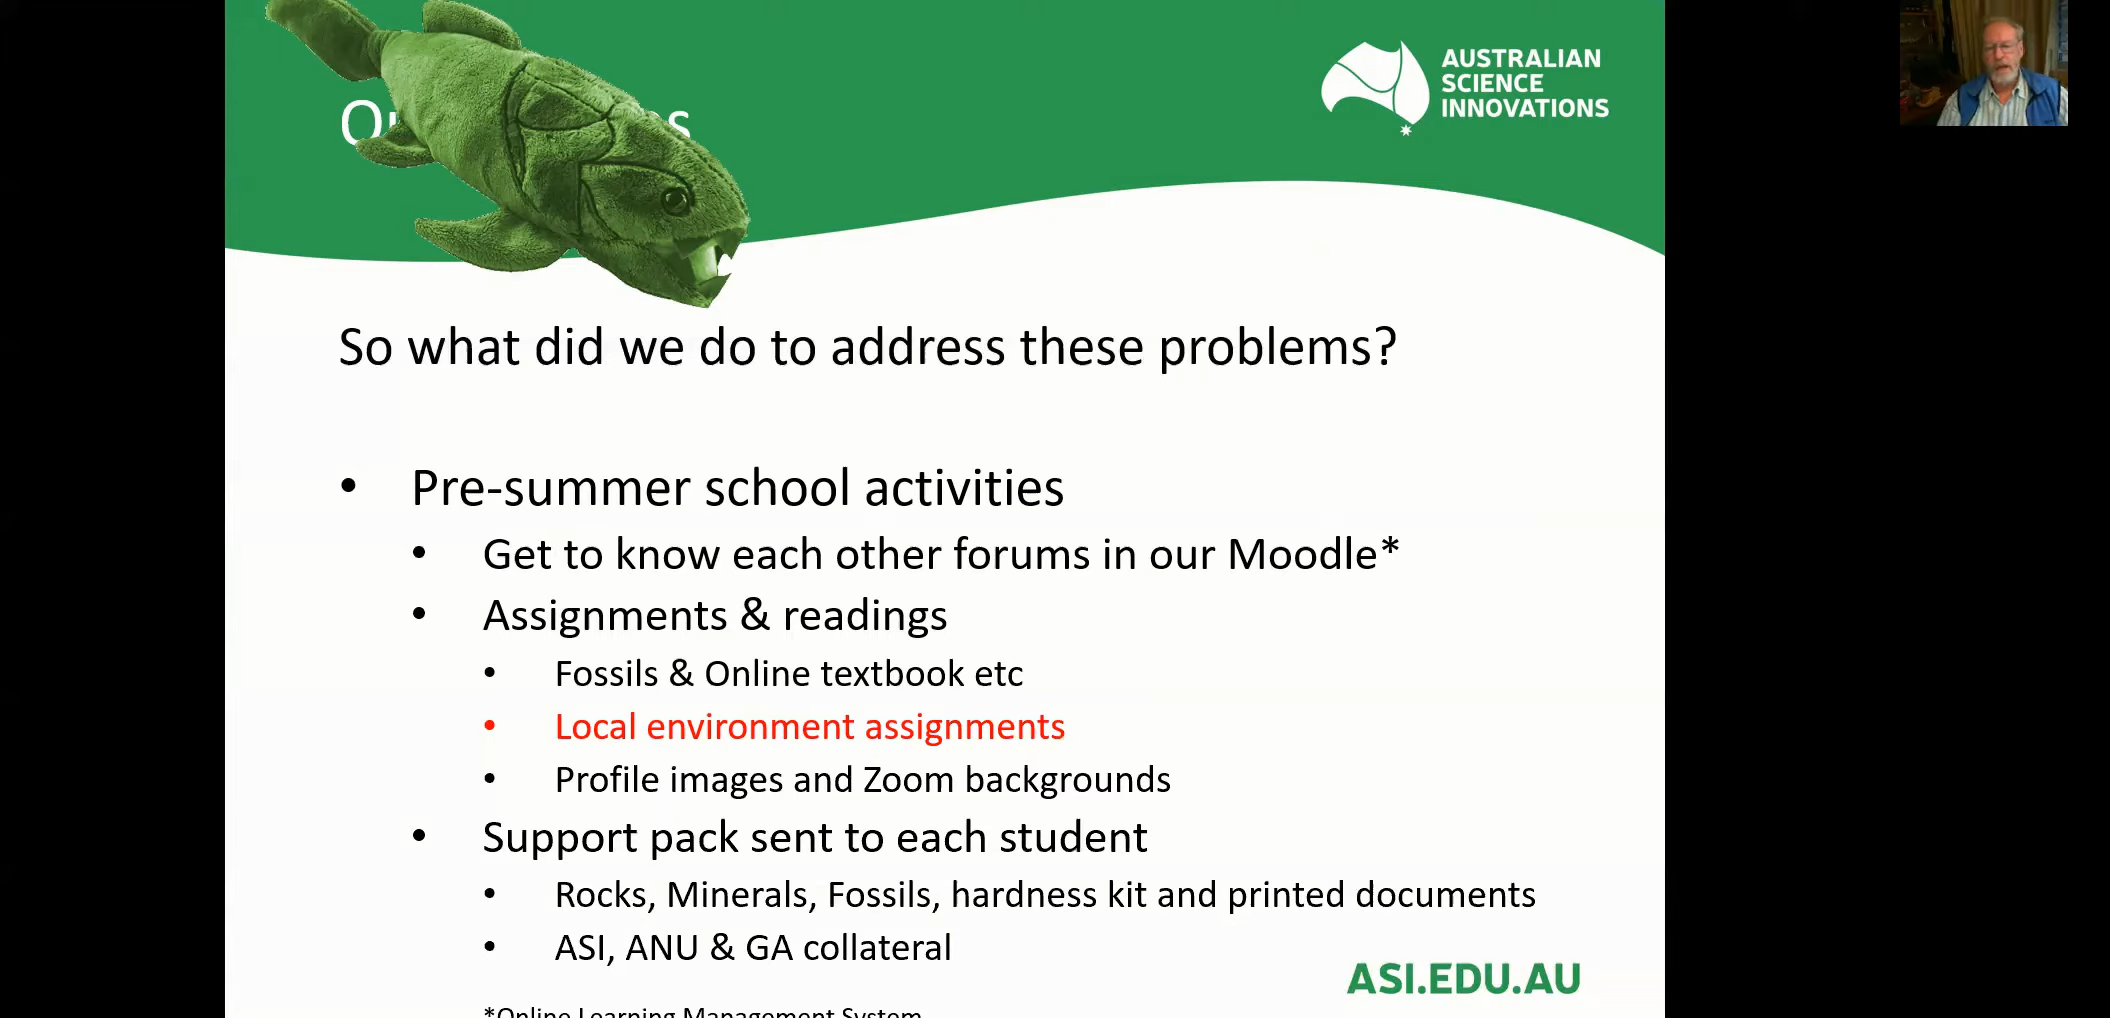 AUSTRALIAN
SCIENCE
INNOVATIONS
So what did we do to address these problems?
• Pre-summer school activities
• Get to know each other forums in our Moodle*
• Assignments & readings
• Fossils & Online textbook etc
• Local environment assignments
• Profile images and Zoom backgrounds
• Support pack sent to each student
• Rocks, Minerals, Fossils, hardness kit and printed documents
• ASI, ANU & GA collateral
ASI.EDU.AU
*Online Learning Management System